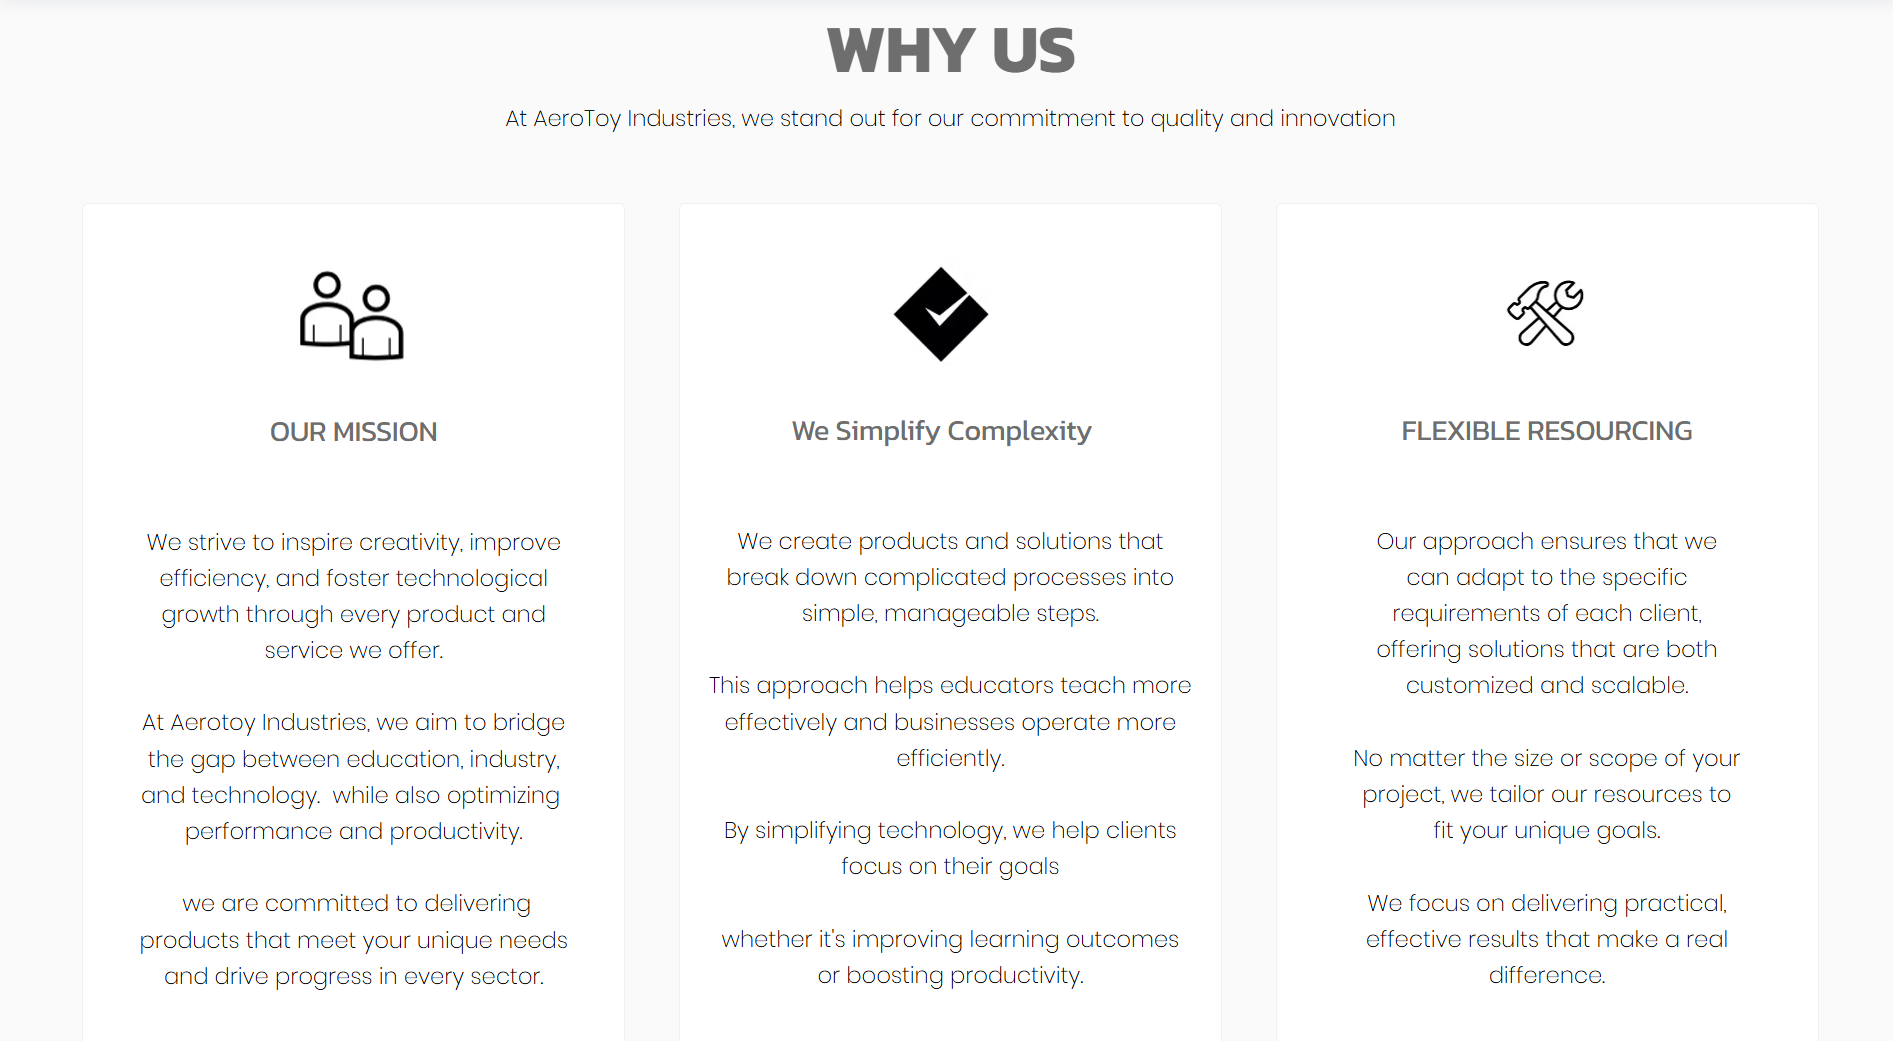 WHY US
At AeroToy Industries, we stand out for our commitment to quality and innovation
OUR MISSION
We strive to inspire creativity, improve
efficiency, and foster technological
growth through every product and
service we offer.
At Aerotoy Industries, we aim to bridge
the gap between education, industry,
and technology.  while also optimizing
performance and productivity.
we are committed to delivering
products that meet your unique needs
and drive progress in every sector.
We Simplify Complexity
We create products and solutions that
break down complicated processes into
simple, manageable steps.
This approach helps educators teach more
effectively and businesses operate more
efficiently.
By simplifying technology, we help clients
focus on their goals
whether it's improving learning outcomes
or boosting productivity.
FLEXIBLE RESOURCING
Our approach ensures that we
can adapt to the specific
requirements of each client,
offering solutions that are both
customized and scalable.
No matter the size or scope of your
project, we tailor our resources to
fit your unique goals.
We focus on delivering practical,
effective results that make a real
difference.